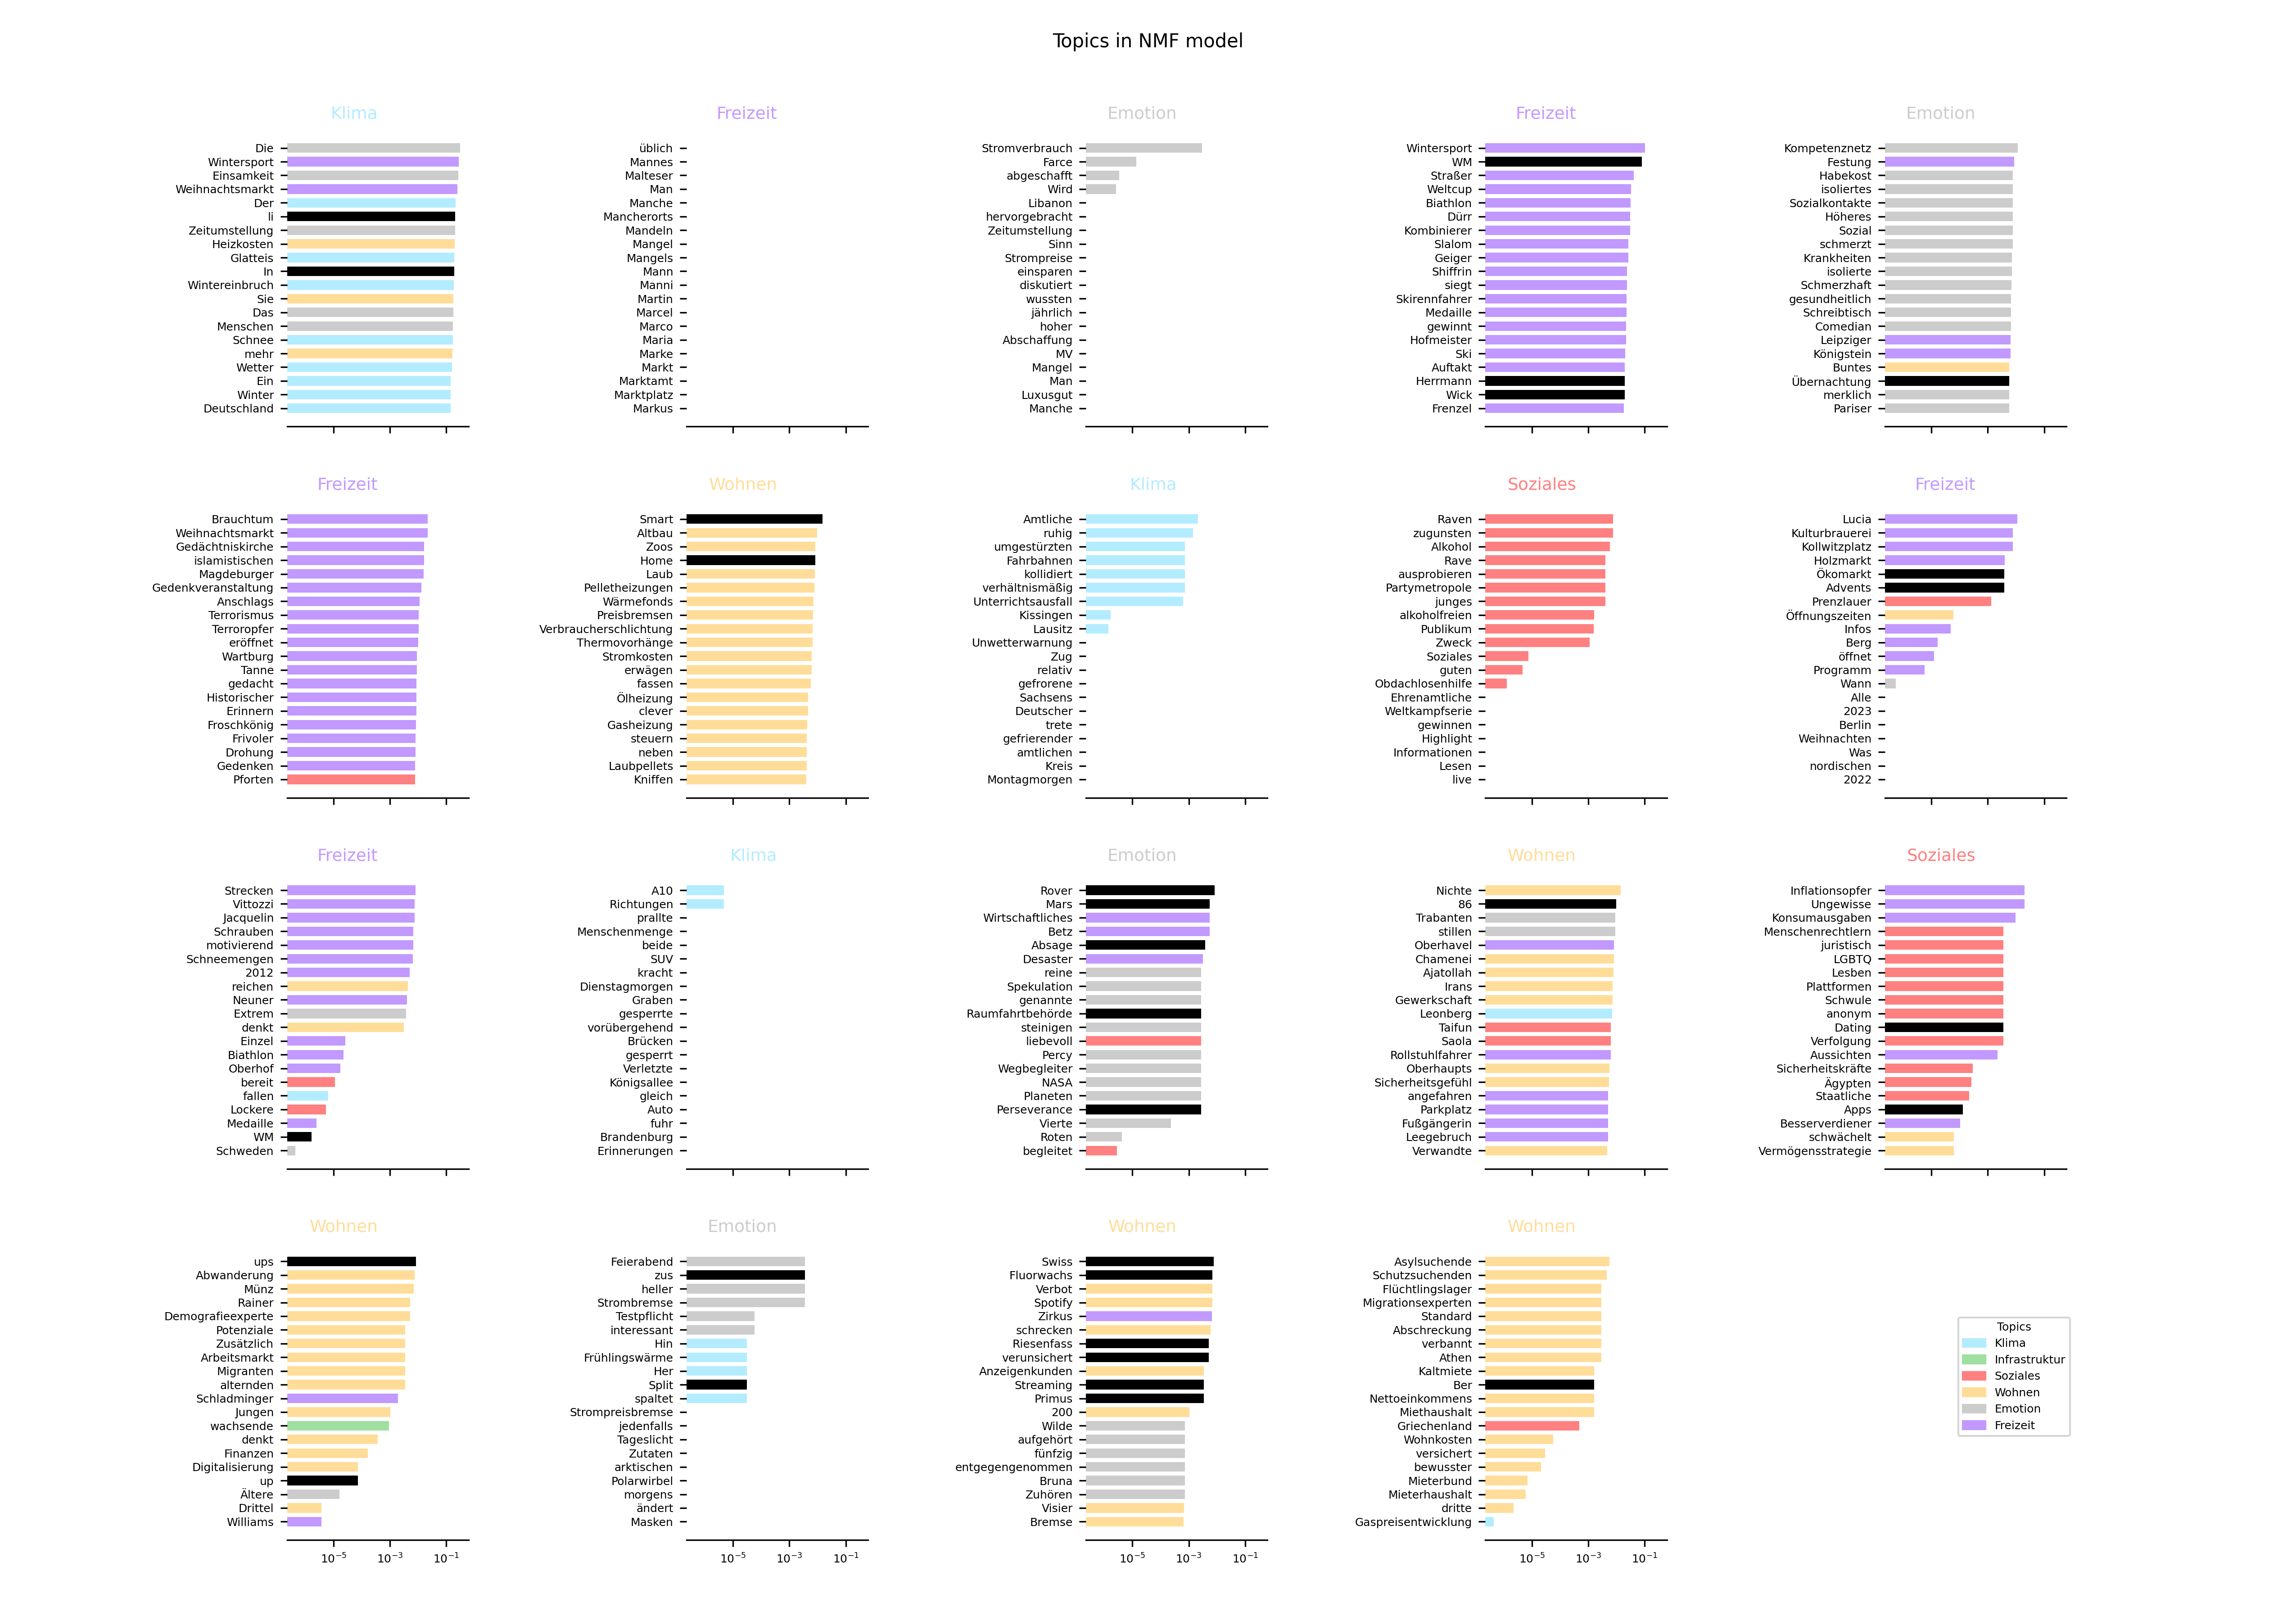 Topics in NMF model
Klima
Die
Wintersport
Einsamkeit
Weihnachtsmarkt
Der
li
Zeitumstellung
Heizkosten
Glatteis
In
Wintereinbruch
Sie
Das
Menschen
Schnee
mehr
Wetter
Ein
Winter
Deutschland
Freizeit
üblich
Mannes
Malteser
Man
Manche
Mancherorts
Mandeln
Mangel
Mangels
Mann
Manni
Martin
Marcel
Marco
Maria
Marke
Markt
Marktamt
Marktplatz
Markus
Emotion
Stromverbrauch
Farce
abgeschafft
Wird
Libanon
hervorgebracht
Zeitumstellung
Sinn
Strompreise
einsparen
diskutiert
wussten
jährlich
hoher
Abschaffung
MV
Mangel
Man
Luxusgut
Manche
Freizeit
Wintersport
WM
Straßer
Weltcup
Biathlon
Dürr
Kombinierer
Slalom
Geiger
Shiffrin
siegt
Skirennfahrer
Medaille
gewinnt
Hofmeister
Ski
Auftakt
Herrmann
Wick
Frenzel
Emotion
Kompetenznetz
Festung
Habekost
isoliertes
Sozialkontakte
Höheres
Sozial
schmerzt
Krankheiten
isolierte
Schmerzhaft
gesundheitlich
Schreibtisch
Comedian
Leipziger
Königstein
Buntes
Übernachtung
merklich
Pariser
Freizeit
Brauchtum
Weihnachtsmarkt
Gedächtniskirche
islamistischen
Magdeburger
Gedenkveranstaltung
Anschlags
Terrorismus
Terroropfer
eröffnet
Wartburg
Tanne
gedacht
Historischer
Erinnern
Froschkönig
Frivoler
Drohung
Gedenken
Pforten
Wohnen
Smart
Altbau
Zoos
Home
Laub
Pelletheizungen
Wärmefonds
Preisbremsen
Verbraucherschlichtung
Thermovorhänge
Stromkosten
erwägen
fassen
Ölheizung
clever
Gasheizung
steuern
neben
Laubpellets
Kniffen
Klima
Amtliche
ruhig
umgestürzten
Fahrbahnen
kollidiert
verhältnismäßig
Unterrichtsausfall
Kissingen
Lausitz
Unwetterwarnung
Zug
relativ
gefrorene
Sachsens
Deutscher
trete
gefrierender
amtlichen
Kreis
Montagmorgen
Soziales
Raven
zugunsten
Alkohol
Rave
ausprobieren
Partymetropole
junges
alkoholfreien
Publikum
Zweck
Soziales
guten
Obdachlosenhilfe
Ehrenamtliche
Weltkampfserie
gewinnen
Highlight
Informationen
Lesen
live
Freizeit
Lucia
Kulturbrauerei
Kollwitzplatz
Holzmarkt
Ökomarkt
Advents
Prenzlauer
Öffnungszeiten
Infos
Berg
öffnet
Programm
Wann
Alle
2023
Berlin
Weihnachten
Was
nordischen
2022
Freizeit
Strecken
Vittozzi
Jacquelin
Schrauben
motivierend
Schneemengen
2012
reichen
Neuner
Extrem
denkt
Einzel
Biathlon
Oberhof
bereit
fallen
Lockere
Medaille
WM
Schweden
Klima
A10
Richtungen
prallte
Menschenmenge
beide
SUV
kracht
Dienstagmorgen
Graben
gesperrte
vorübergehend
Brücken
gesperrt
Verletzte
Königsallee
gleich
Auto
fuhr
Brandenburg
Erinnerungen
Emotion
Rover
Mars
Wirtschaftliches
Betz
Absage
Desaster
reine
Spekulation
genannte
Raumfahrtbehörde
steinigen
liebevoll
Percy
Wegbegleiter
NASA
Planeten
Perseverance
Vierte
Roten
begleitet
Wohnen
Nichte
86
Trabanten
stillen
Oberhavel
Chamenei
Ajatollah
Irans
Gewerkschaft
Leonberg
Taifun
Saola
Rollstuhlfahrer
Oberhaupts
Sicherheitsgefühl
angefahren
Parkplatz
Fußgängerin
Leegebruch
Verwandte
Soziales
Inflationsopfer
Ungewisse
Konsumausgaben
Menschenrechtlern
juristisch
LGBTQ
Lesben
Plattformen
Schwule
anonym
Dating
Verfolgung
Aussichten
Sicherheitskräfte
Ägypten
Staatliche
Apps
Besserverdiener
schwächelt
Vermögensstrategie
Wohnen
ups
Abwanderung
Münz
Rainer
Demografieexperte
Potenziale
Zusätzlich
Arbeitsmarkt
Migranten
alternden
Schladminger
Jungen
wachsende
denkt
Finanzen
Digitalisierung
up
Ältere
Drittel
Williams
10⁻⁵ 10⁻³ 10⁻¹
Emotion
Feierabend
zus
heller
Strombremse
Testpflicht
interessant
Hin
Frühlingswärme
Her
Split
spaltet
Strompreisbremse
jedenfalls
Tageslicht
Zutaten
arktischen
Polarwirbel
morgens
ändert
Masken
10⁻⁵ 10⁻³ 10⁻¹
Wohnen
Swiss
Fluorwachs
Verbot
Spotify
Zirkus
schrecken
Riesenfass
verunsichert
Anzeigenkunden
Streaming
Primus
200
Wilde
aufgehört
fünfzig
entgegengenommen
Bruna
Zuhören
Visier
Bremse
10⁻⁵ 10⁻³ 10⁻¹
Wohnen
Asylsuchende
Schutzsuchenden
Flüchtlingslager
Migrationsexperten
Standard
Abschreckung
verbannt
Athen
Kaltmiete
Ber
Nettoeinkommens
Miethaushalt
Griechenland
Wohnkosten
versichert
bewusster
Mieterbund
Mieterhaushalt
dritte
Gaspreisentwicklung
10⁻⁵ 10⁻³ 10⁻¹
Topics
Klima
Infrastruktur
Soziales
Wohnen
Emotion
Freizeit